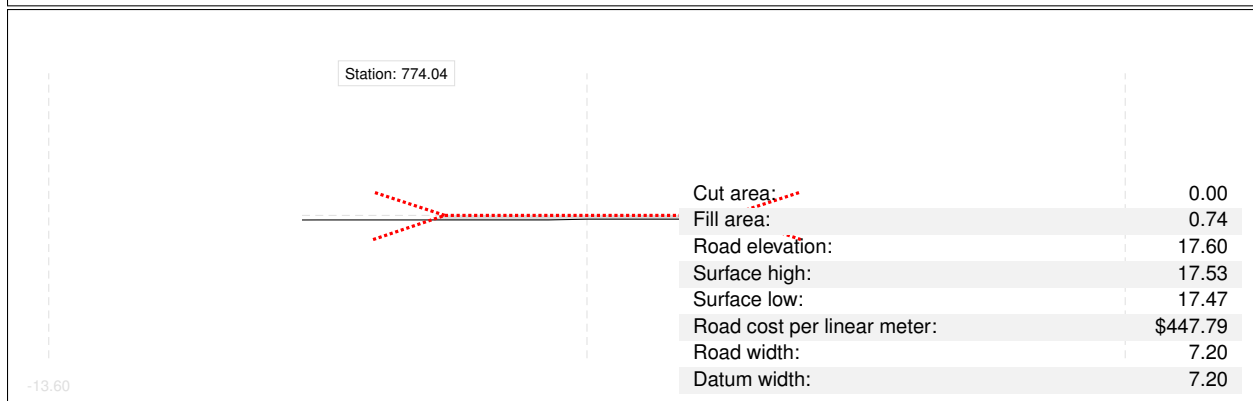 Station: 774.04
Cut area: 0.00
Fill area: 0.74
Road elevation: 17.60
Surface high: 17.53
Surface low: 17.47
Road cost per linear meter: $447.79
Road width: 7.20
Datum width: 7.20
-13.60